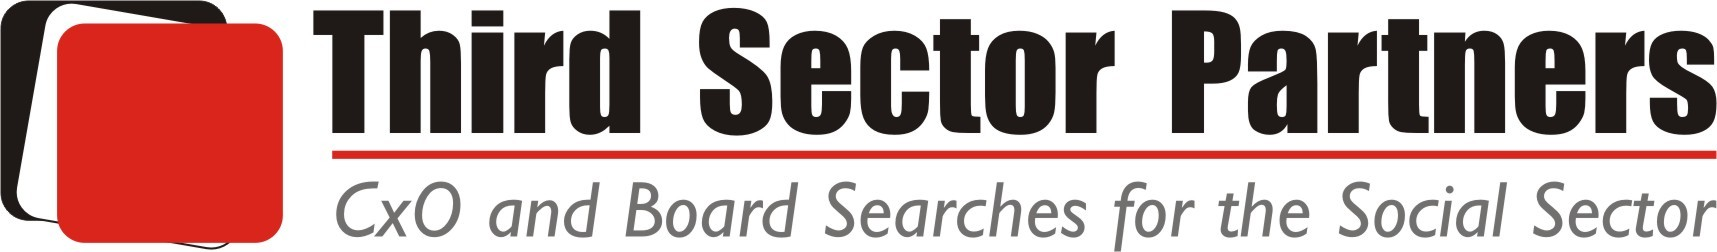 Third Sector Partners
CxO and Board Searches for the Social Sector